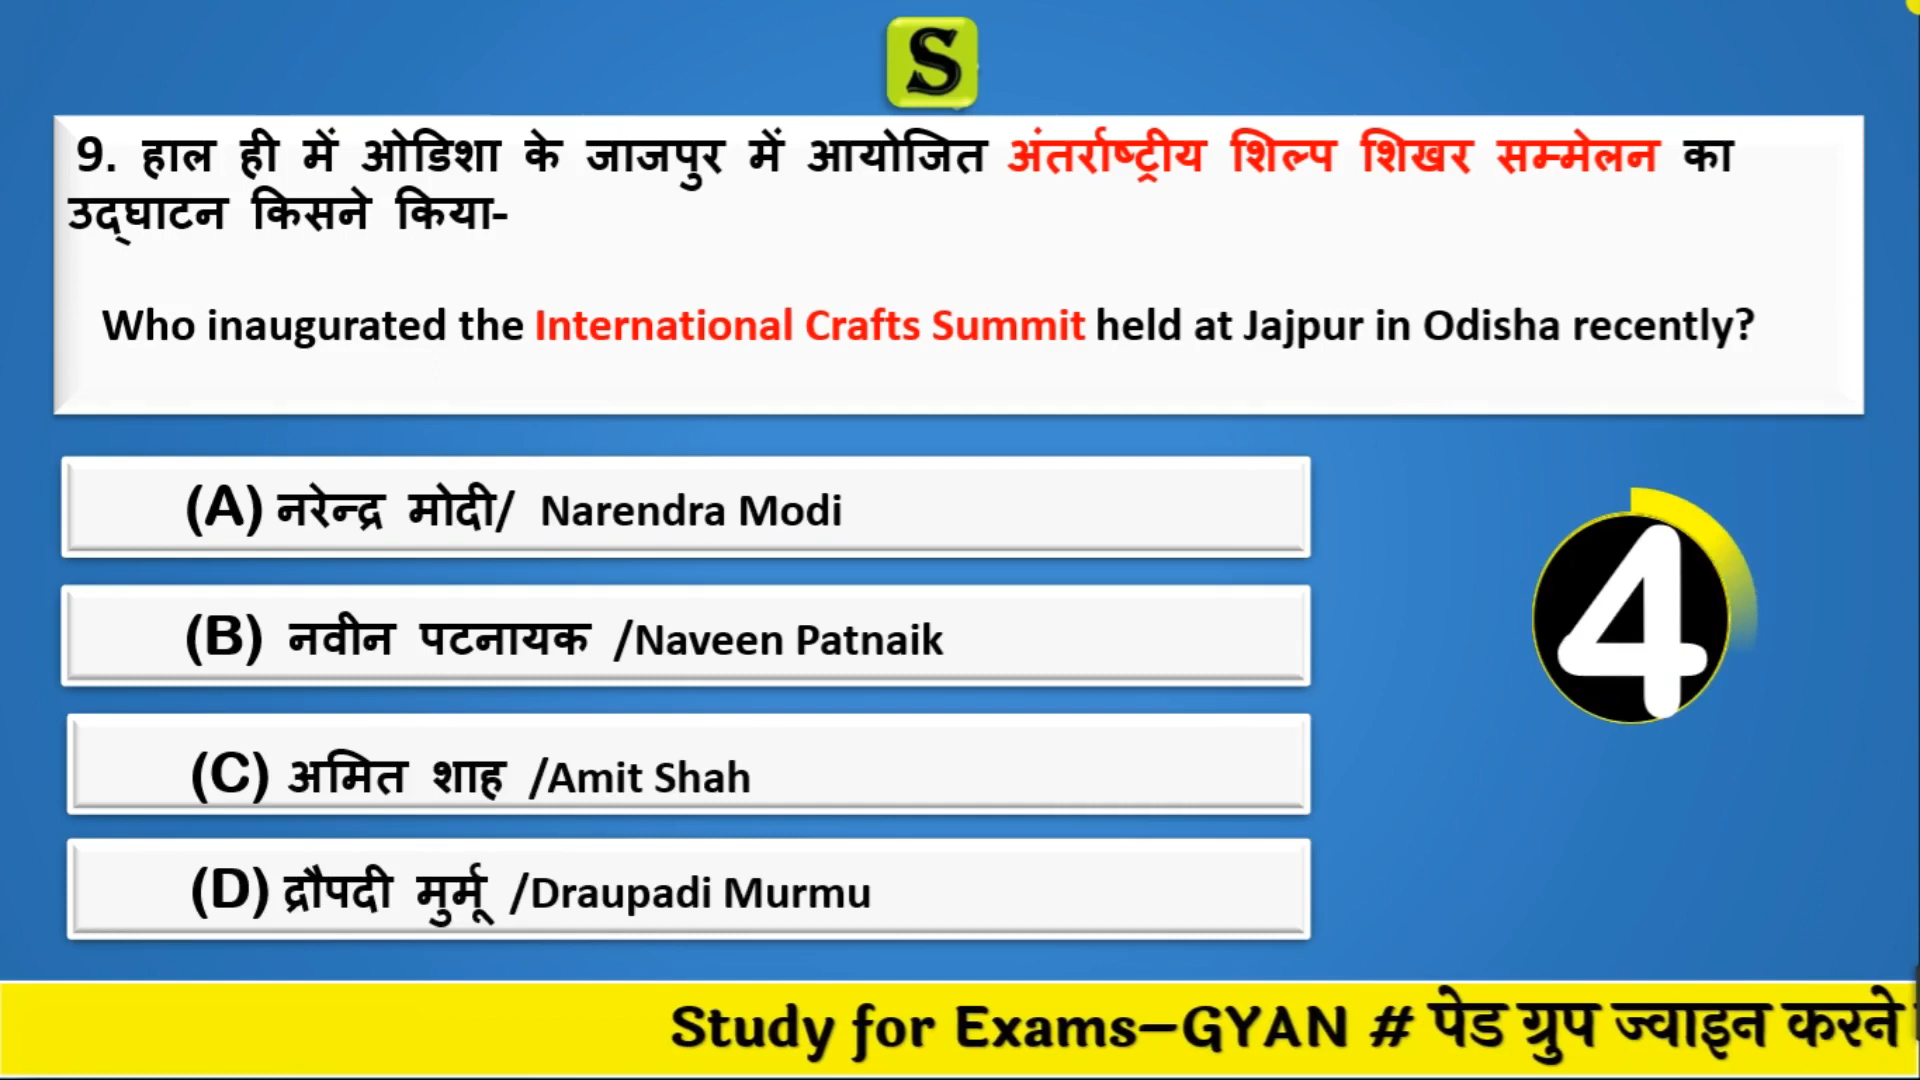 S
9. हाल ही में ओडिशा के जाजपुर में आयोजित अंतर्राष्ट्रीय शिल्प शिखर सम्मेलन का
उद्घाटन किसने किया-
Who inaugurated the International Crafts Summit held at Jajpur in Odisha recently?
(A) नरेन्द्र मोदी/ Narendra Modi
(B) नवीन पटनायक /Naveen Patnaik
4
(C) अमित शाह /Amit Shah
(D) द्रौपदी मुर्मू /Draupadi Murmu
Study for Exams–GYAN # पेड ग्रुप ज्वाइन करने